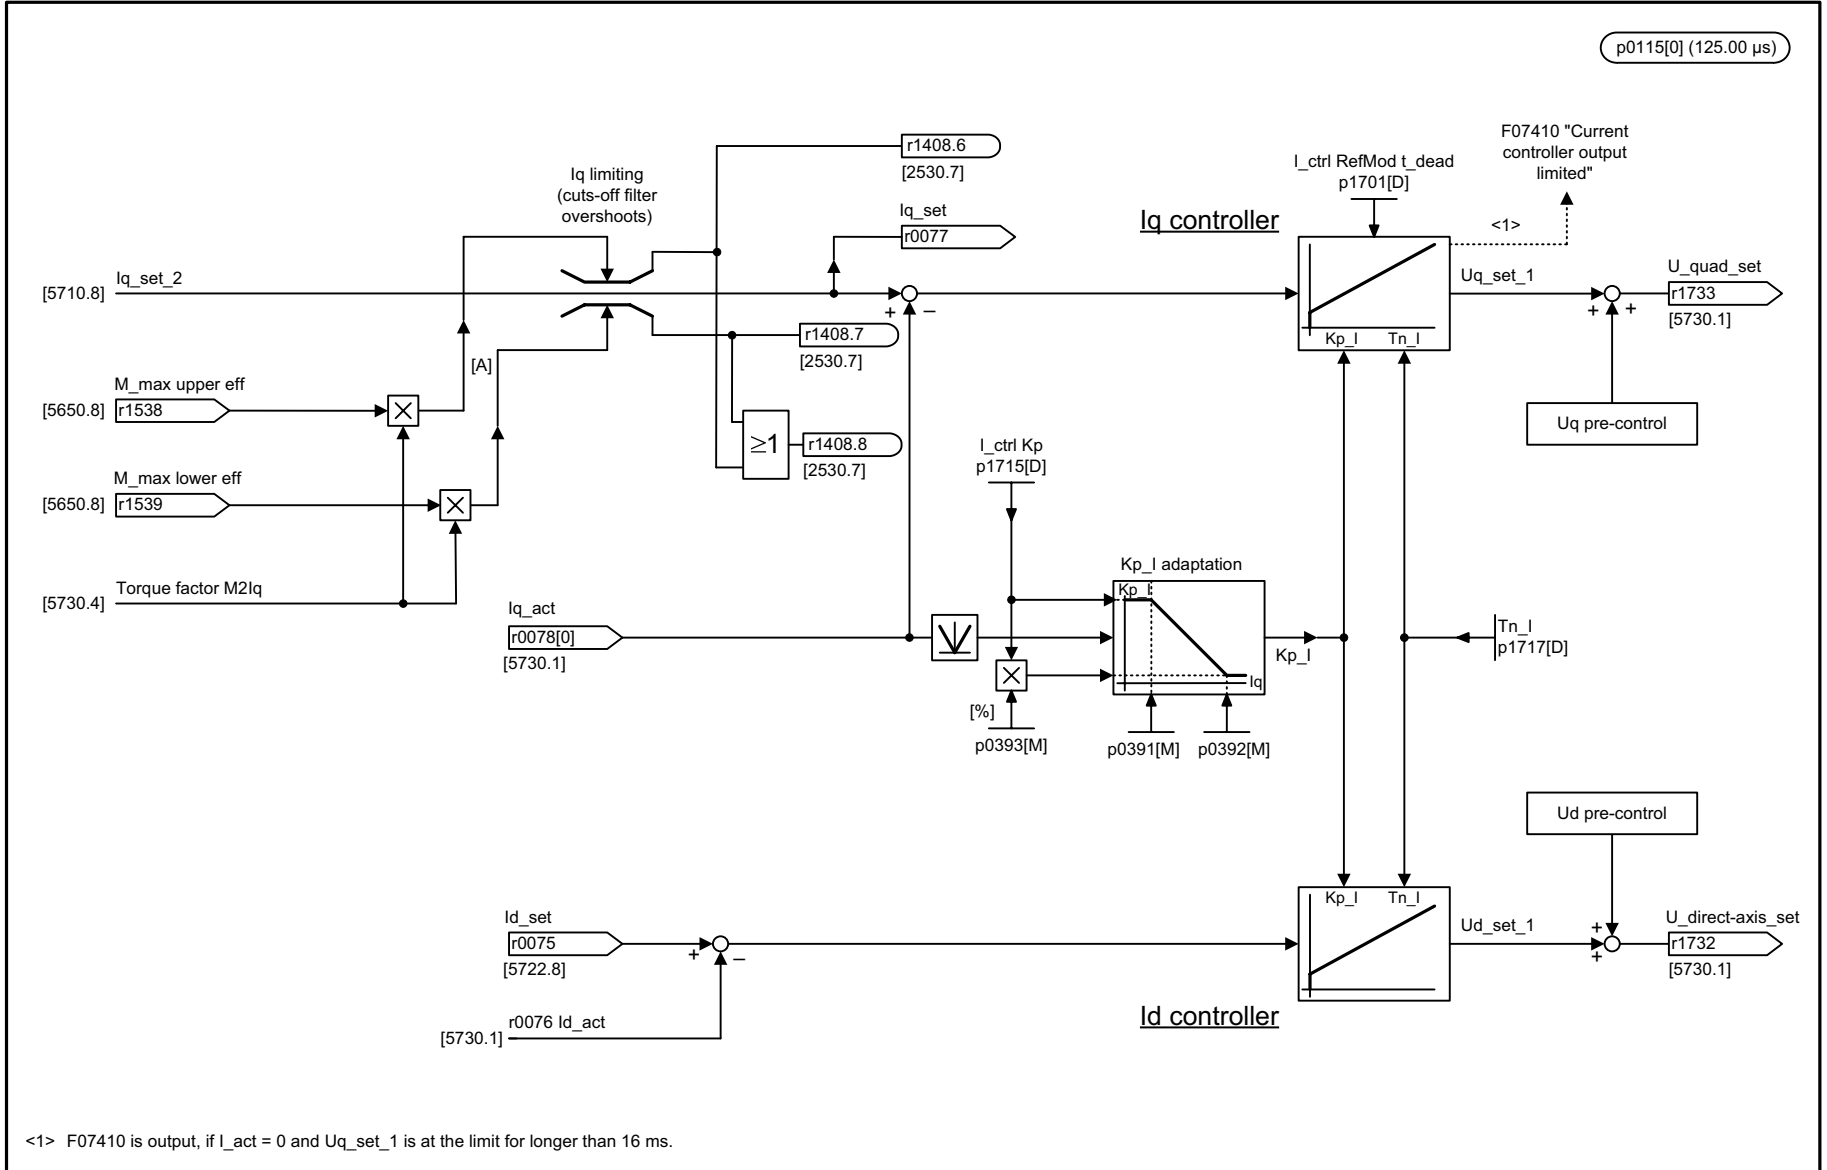 p0115[0] (125.00 µs)
F07410 "Current
controller output
limited"
r1408.6
[2530.7]
I_ctrl RefMod t_dead
p1701[D]
Iq limiting
(cuts-off filter
overshoots)
Iq_set
r0077
Iq controller
<1>
[5710.8]
Iq_set_2
+
–
Kp_I
Tn_I
Uq_set_1
+
+
U_quad_set
r1733
[5730.1]
r1408.7
[2530.7]
[A]
M_max upper eff
[5650.8]
r1538
Uq pre-control
≥1
r1408.8
[2530.7]
I_ctrl Kp
p1715[D]
M_max lower eff
[5650.8]
r1539
Torque factor M2Iq
[5730.4]
Kp_I adaptation
Kp_I
Iq
Iq_act
r0078[0]
[5730.1]
Kp_I
Tn_I
p1717[D]
[%]
p0393[M]
p0391[M]
p0392[M]
Ud pre-control
Kp_I
Tn_I
Id_set
r0075
[5722.8]
+
–
Ud_set_1
+
+
U_direct-axis_set
r1732
[5730.1]
Id controller
[5730.1]
r0076 Id_act
<1> F07410 is output, if I_act = 0 and Uq_set_1 is at the limit for longer than 16 ms.